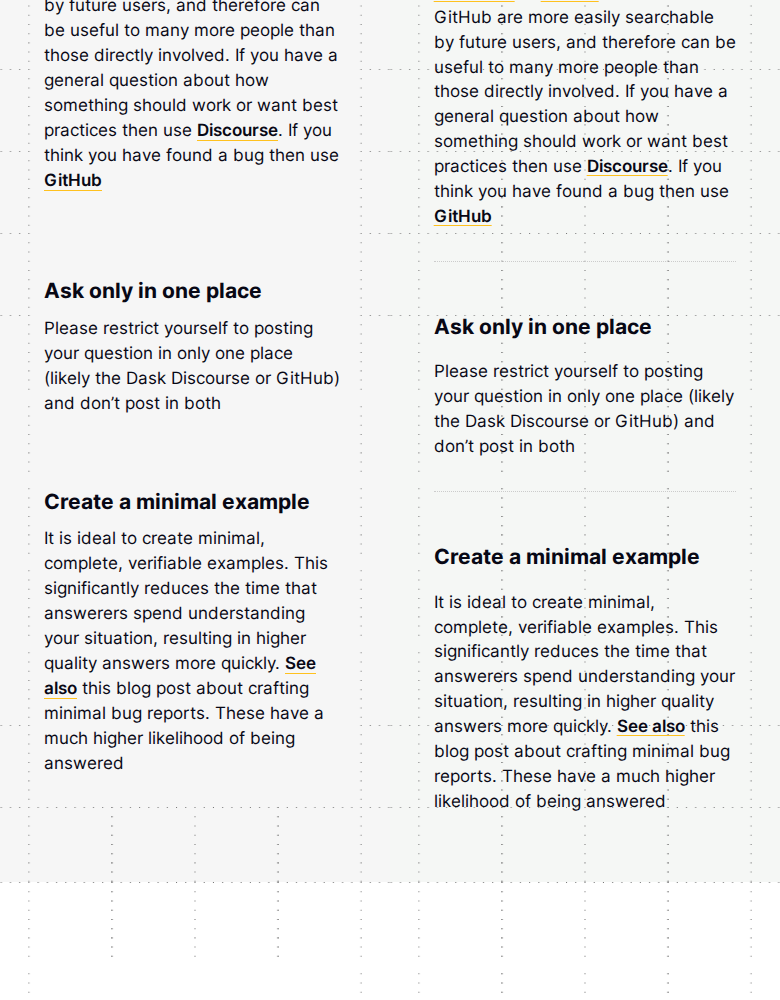 by future users, and therefore can
be useful to many more people than
those directly involved. If you have a
general question about how
something should work or want best
practices then use Discourse. If you
think you have found a bug then use
GitHub
Ask only in one place
Please restrict yourself to posting
your question in only one place
(likely the Dask Discourse or GitHub)
and don’t post in both
Create a minimal example
It is ideal to create minimal,
complete, verifiable examples. This
significantly reduces the time that
answerers spend understanding
your situation, resulting in higher
quality answers more quickly. See
also this blog post about crafting
minimal bug reports. These have a
much higher likelihood of being
answered
GitHub are more easily searchable
by future users, and therefore can be
useful to many more people than
those directly involved. If you have a
general question about how
something should work or want best
practices then use Discourse. If you
think you have found a bug then use
GitHub
Ask only in one place
Please restrict yourself to posting
your question in only one place (likely
the Dask Discourse or GitHub) and
don’t post in both
Create a minimal example
It is ideal to create minimal,
complete, verifiable examples. This
significantly reduces the time that
answerers spend understanding your
situation, resulting in higher quality
answers more quickly. See also this
blog post about crafting minimal bug
reports. These have a much higher
likelihood of being answered